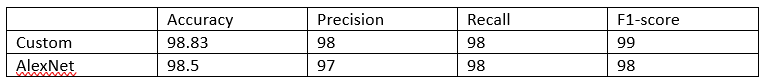 Accuracy Precision Recall F1-score
Custom 98.83 98 98 99
AlexNet 98.5 97 98 98